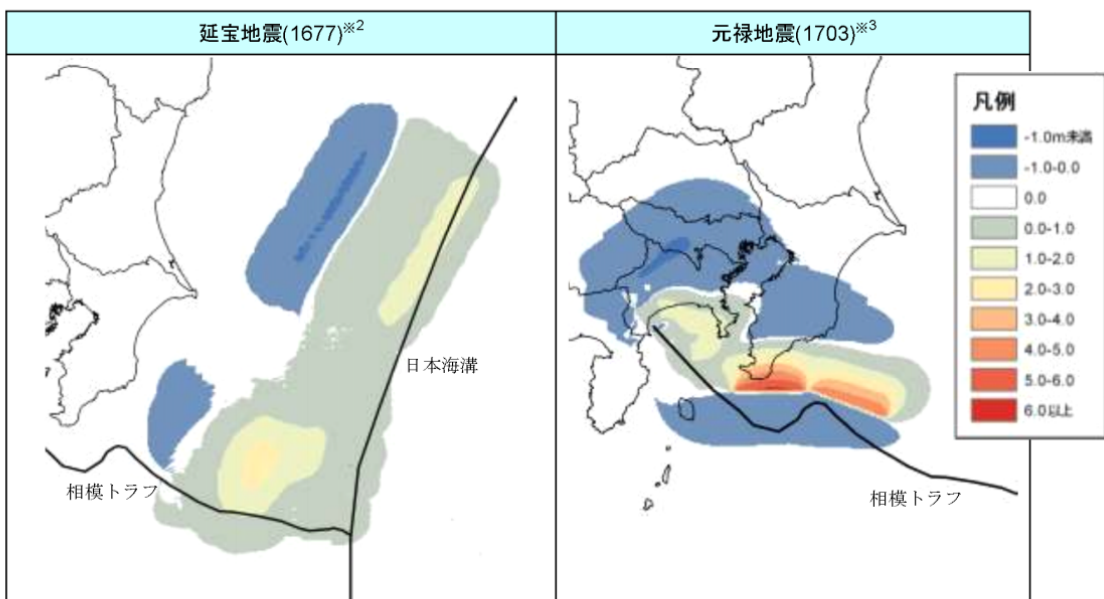 延宝地震(1677)※2
元禄地震(1703)※3
日本海溝
相模トラフ
相模トラフ
凡例
-1.0m未満
-1.0-0.0
0.0
0.0-1.0
1.0-2.0
2.0-3.0
3.0-4.0
4.0-5.0
5.0-6.0
6.0以上